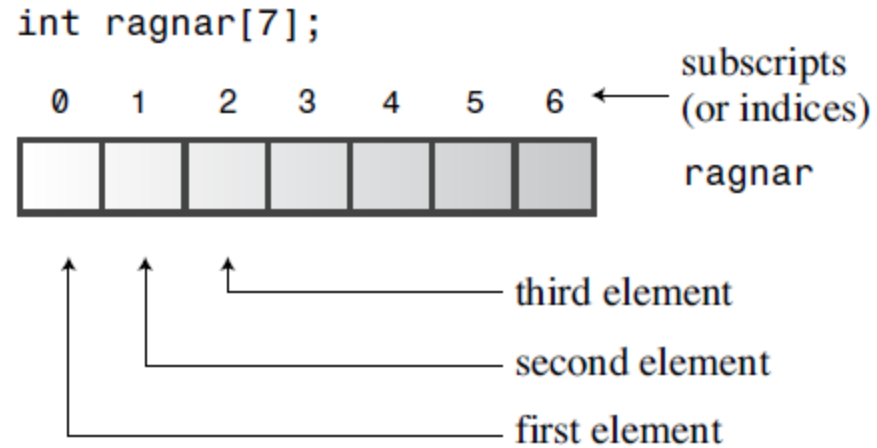 int ragnar[7];
subscripts
(or indices)
0 1 2 3 4 5 6
ragnar
third element
second element
first element